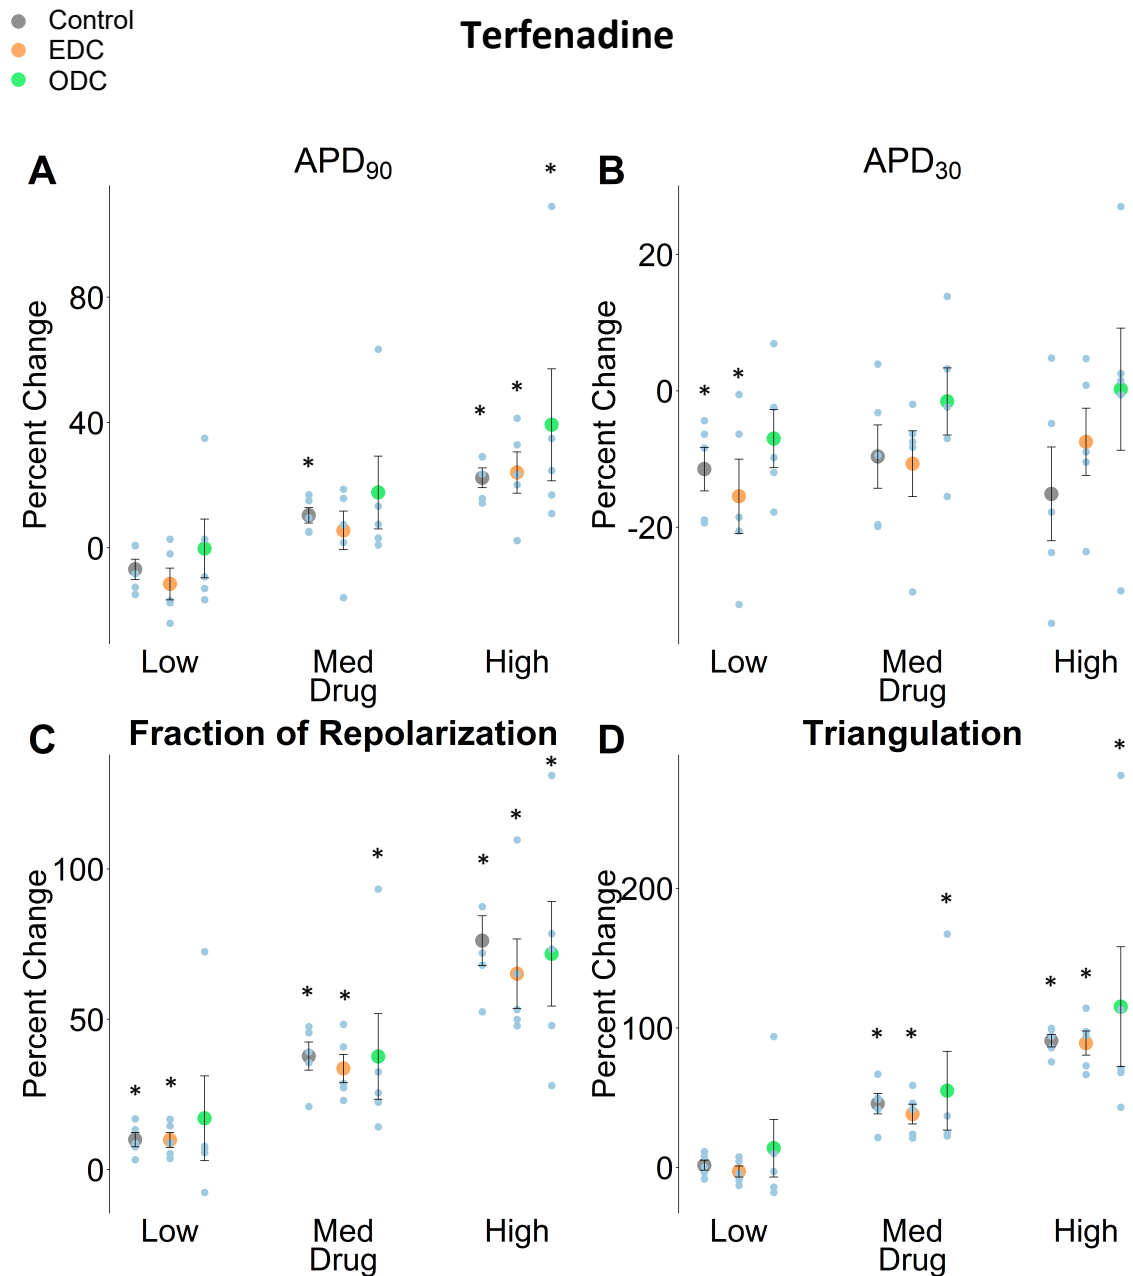 Control
EDC
ODC
Terfenadine
A
APD90
Percent Change
80
40
0
*
*
*
*
Low
Med
High
Drug
B
APD30
Percent Change
20
0
-20
*
*
Low
Med
High
Drug
C
Fraction of Repolarization
Percent Change
100
50
0
*
*
*
*
*
*
*
*
Low
Med
High
Drug
D
Triangulation
Percent Change
200
100
0
*
*
*
*
*
*
Low
Med
High
Drug